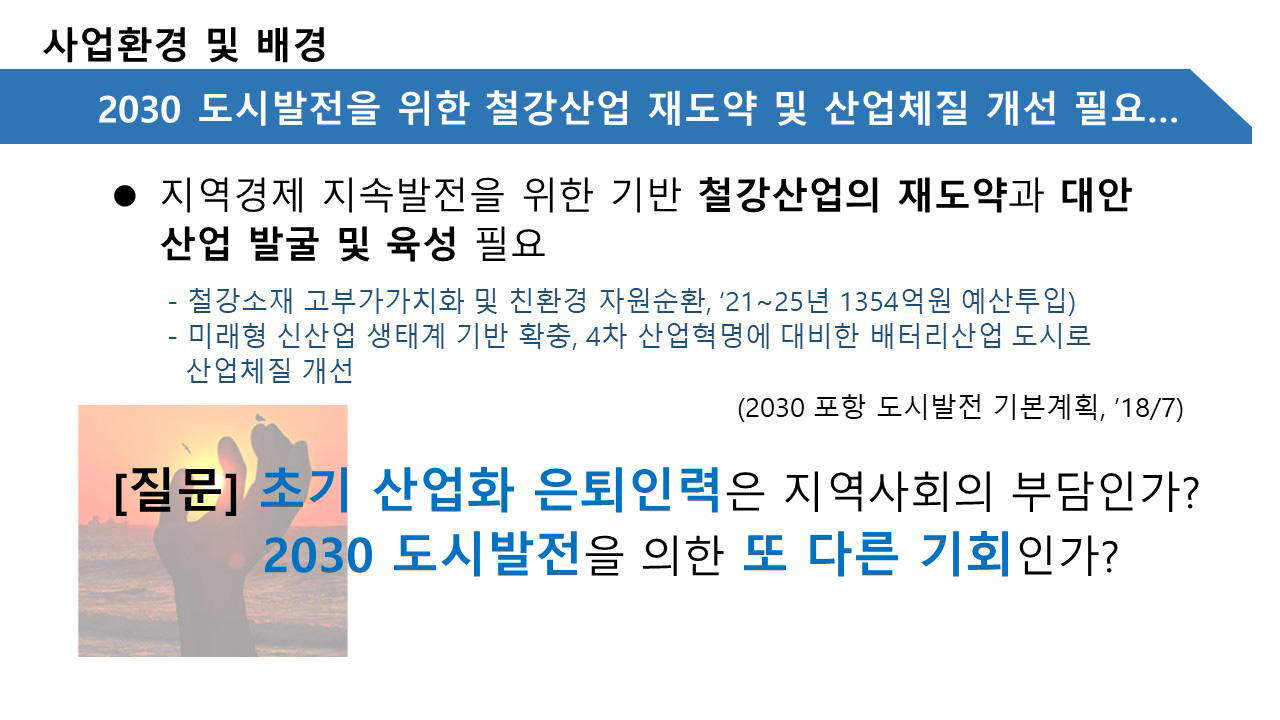 사업환경 및 배경
2030 도시발전을 위한 철강산업 재도약 및 산업체질 개선 필요...
● 지역경제 지속발전을 위한 기반 철강산업의 재도약과 대안
산업 발굴 및 육성 필요
- 철강소재 고부가가치화 및 친환경 자원순환, ‘21~25년 1354억원 예산투입)
- 미래형 신산업 생태계 기반 확충, 4차 산업혁명에 대비한 배터리산업 도시로
산업체질 개선
(2030 포항 도시발전 기본계획, ’18/7)
[질문] 초기 산업화 은퇴인력은 지역사회의 부담인가?
2030 도시발전을 의한 또 다른 기회인가?